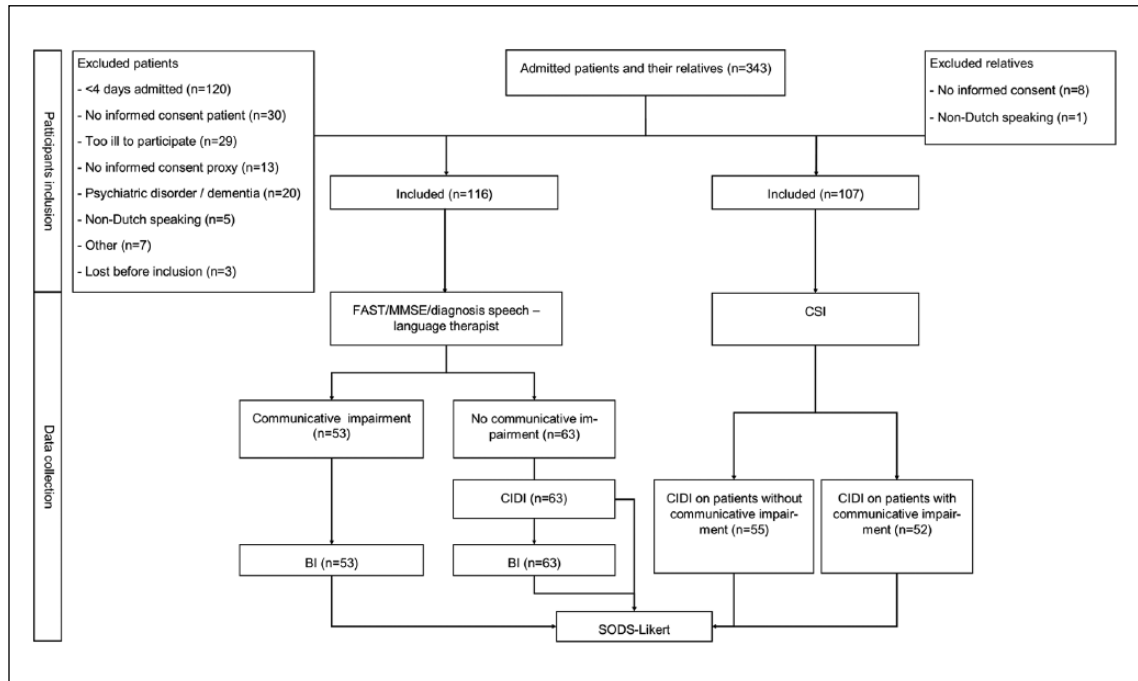 Patticipants inclusion
Excluded patients
- <4 days admitted (n=120)
- No informed consent patient (n=30)
- Too ill to participate (n=29)
- No informed consent proxy (n=13)
- Psychiatric disorder / dementia (n=20)
- Non-Dutch speaking (n=5)
- Other (n=7)
- Lost before inclusion (n=3)
Admitted patients and their relatives (n=343)
Excluded relatives
- No informed consent (n=8)
- Non-Dutch speaking (n=1)
Included (n=116)
Included (n=107)
Data collection
FAST/MMSE/diagnosis speech –
language therapist
CSI
Communicative impairment
(n=53)
No communicative im-
pairment (n=63)
CIDI (n=63)
CIDI on patients without
communicative impair-
ment (n=55)
CIDI on patients with
communicative impair-
ment (n=52)
BI (n=53)
BI (n=63)
SODS-Likert